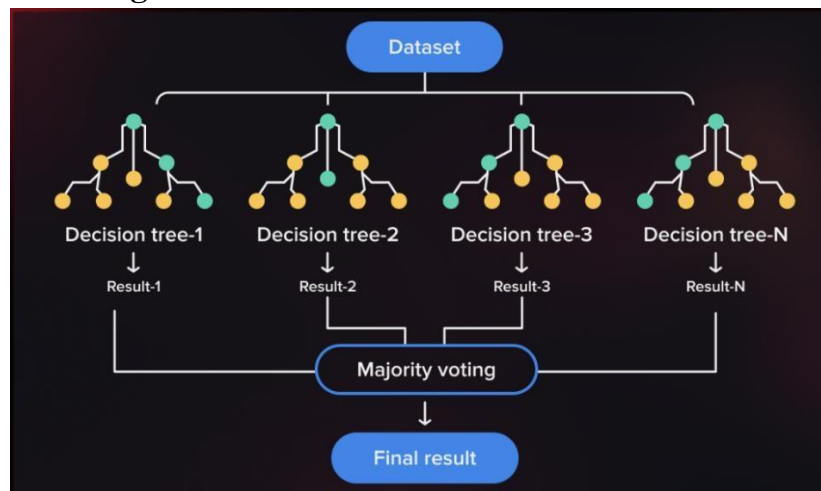 Dataset
Decision tree-1 Decision tree-2 Decision tree-3 Decision tree-N
Result-1 Result-2 Result-3 Result-N
Majority voting
Final result